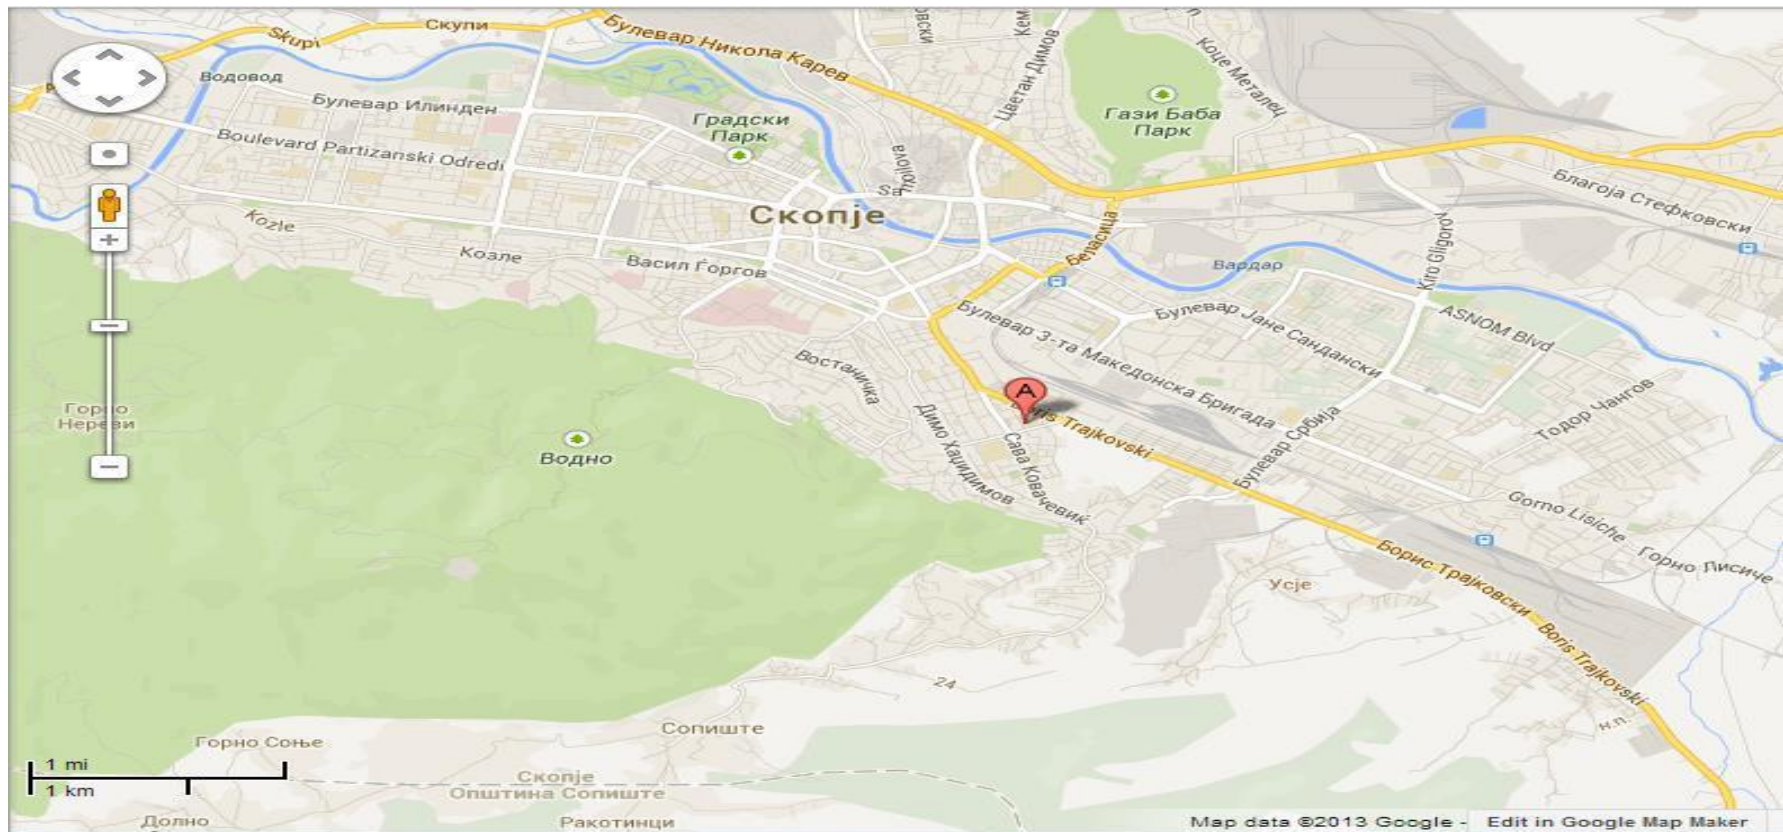 Скупи
Skupi
Булевар Никола Карев
Цветан Димов
Коце Металец
Водовод
Булевар Илинден
Градски
Парк
Гази Баба
Парк
Boulevard Partizanski Odredi
Благоја Стефковски
Скопје
Kozle
Козле
Васил Ѓоргов
Беласица
Вардар
Kiro Gligorov
Булевар 3-та Македонска Бригада
Булевар Јане Сандански
ASNOM Blvd
Востаничка
Димо Хаџидимов
A
Boris Trajkovski
Сава Ковачевиќ
Булевар Србија
Тодор Чангов
Горно
Нерези
Водно
Gorno Lisiche
Горно Лисиче
Борис Трајковски
Boris Trajkovski
Усје
24
н.п.
Сопиште
Горно Соње
1 mi
1 km
Скопје
Општина Сопиште
Долно
Ракотинци
Map data ©2013 Google - Edit in Google Map Maker